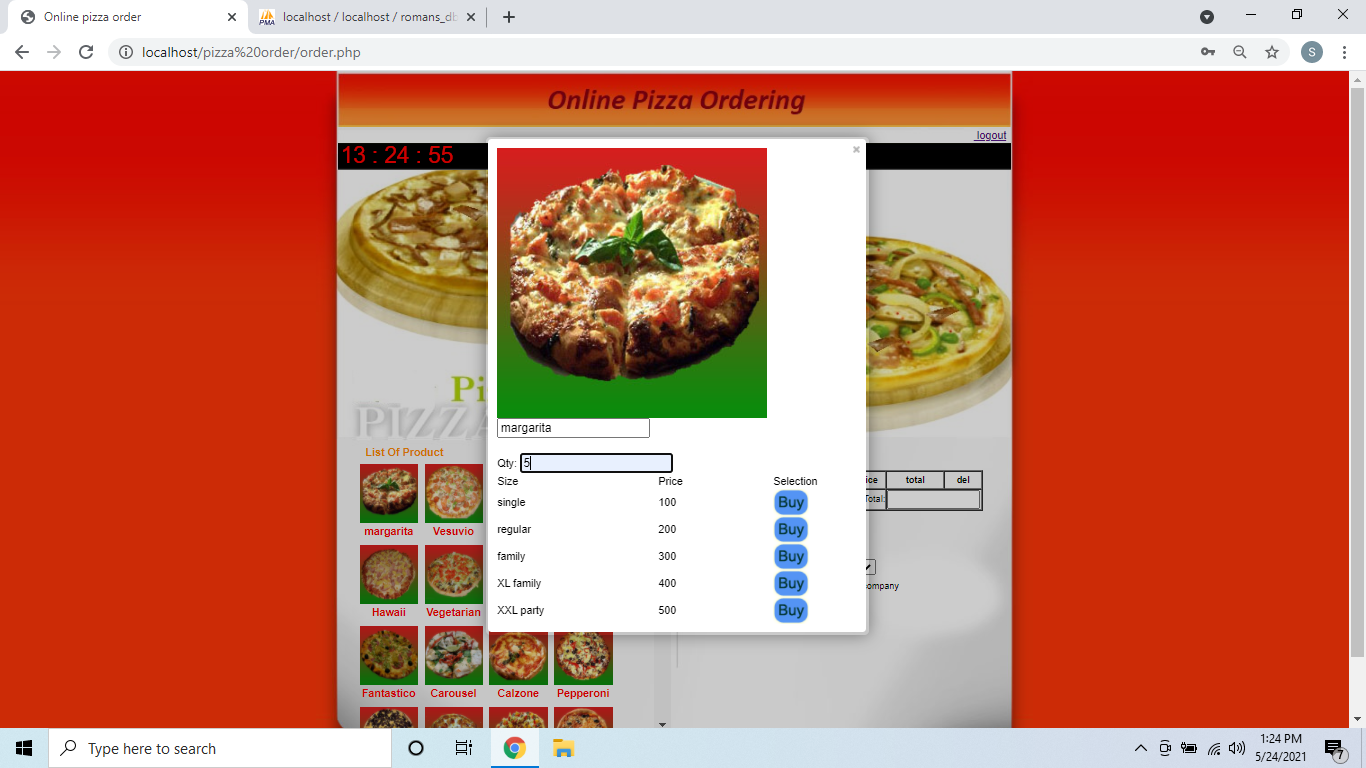 Online pizza order
PMA
localhost / localhost / romans_db
localhost/pizza%20order/order.php
S
Online Pizza Ordering
logout
13 : 24 : 55
Pi
PIZZA
margarita
Qty: 5
Size Price Selection
single 100 Buy
regular 200 Buy
family 300 Buy
XL family 400 Buy
XXL party 500 Buy
List Of Product
margarita Vesuvio
Hawaii Vegetarian
Fantastico Carousel Calzone Pepperoni
ice total del
Total:
ompany
Type here to search
1:24 PM
5/24/2021
7